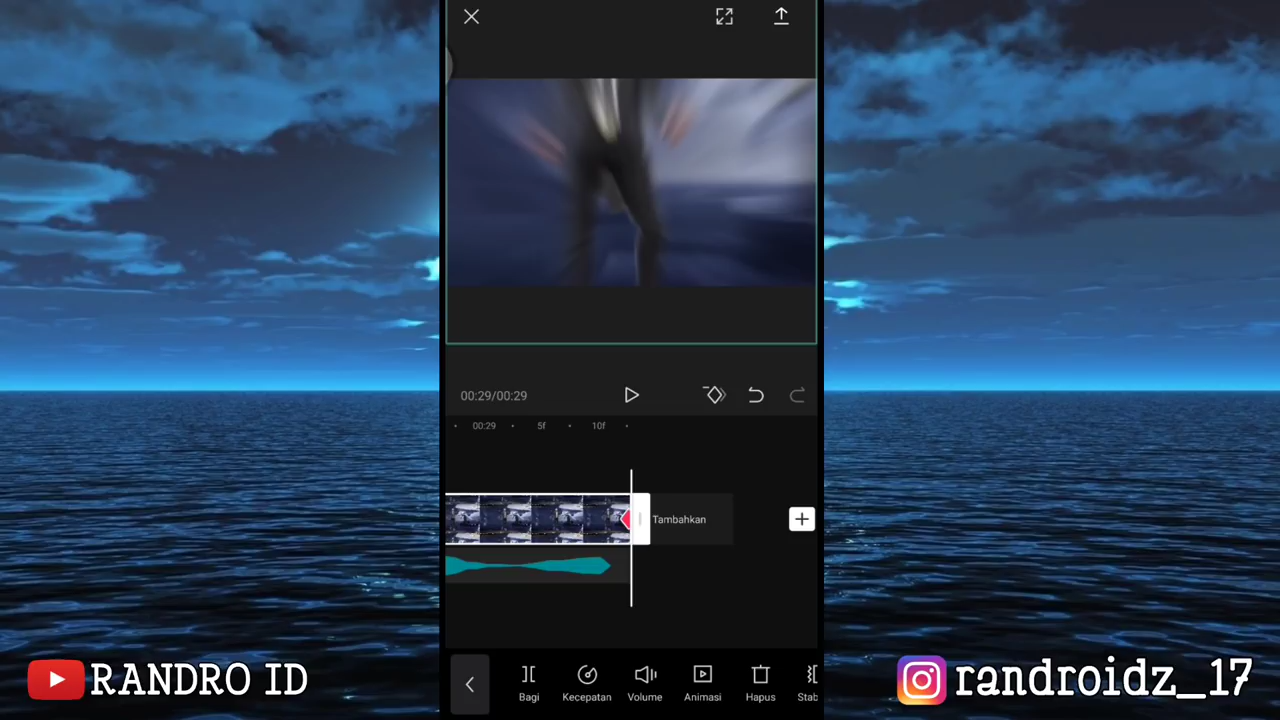 00:29/00:29
00:29
5f
10f
Tambahkan
Bagi
Kecepatan
Volume
Animasi
Hapus
Stab
RANDRO ID
randroidz_17